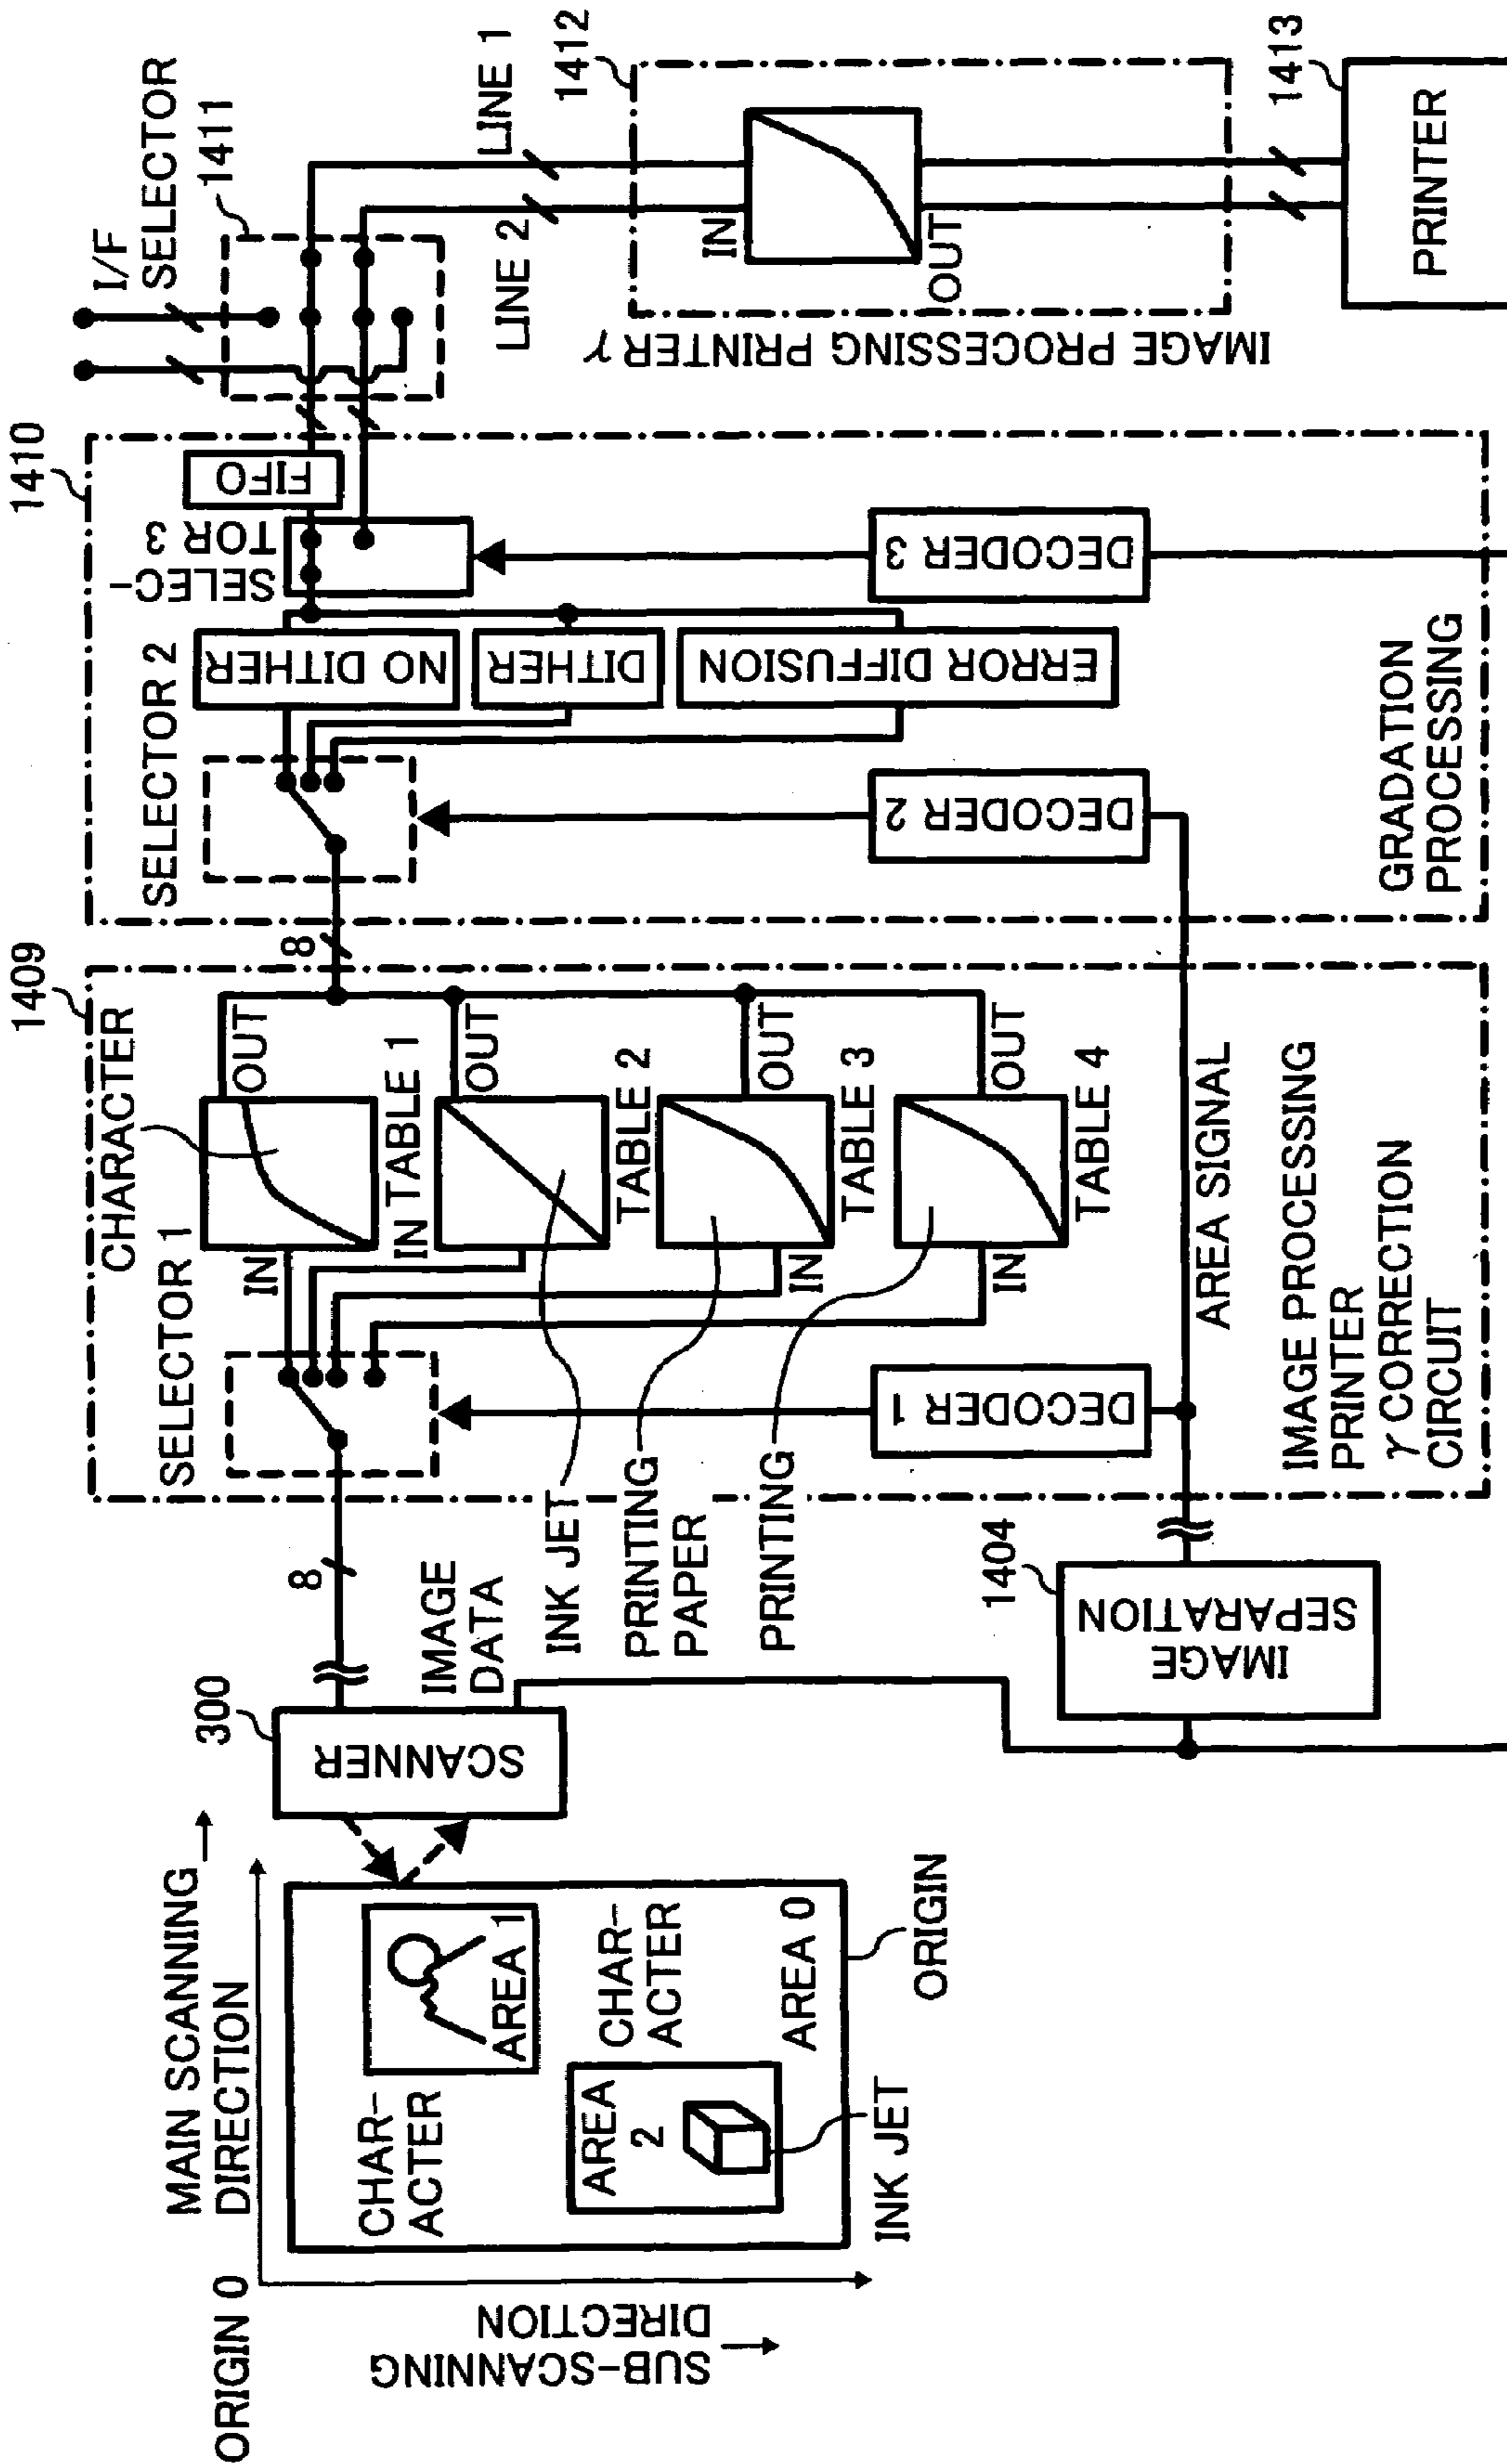 ORIGIN 0
MAIN SCANNING
DIRECTION
SUB-SCANNING
DIRECTION
CHAR-
ACTER
AREA 1
AREA
2
CHAR-
ACTER
AREA 0
INK JET
ORIGIN
300
SCANNER
IMAGE
DATA
8
INK JET
PRINTING
PAPER
PRINTING
1404
IMAGE
SEPARATION
1409
SELECTOR 1
CHARACTER
IN
OUT
IN TABLE 1
OUT
TABLE 2
IN
OUT
TABLE 3
IN
OUT
TABLE 4
DECODER 1
AREA SIGNAL
IMAGE PROCESSING
PRINTER
γ CORRECTION
CIRCUIT
8
1410
SELECTOR 2
NO DITHER
DITHER
ERROR DIFFUSION
SELEC-
TOR 3
FIFO
DECODER 2
DECODER 3
GRADATION
PROCESSING
I/F
SELECTOR
1411
LINE 2
LINE 1
1412
IN
OUT
IMAGE PROCESSING PRINTER γ
1413
PRINTER